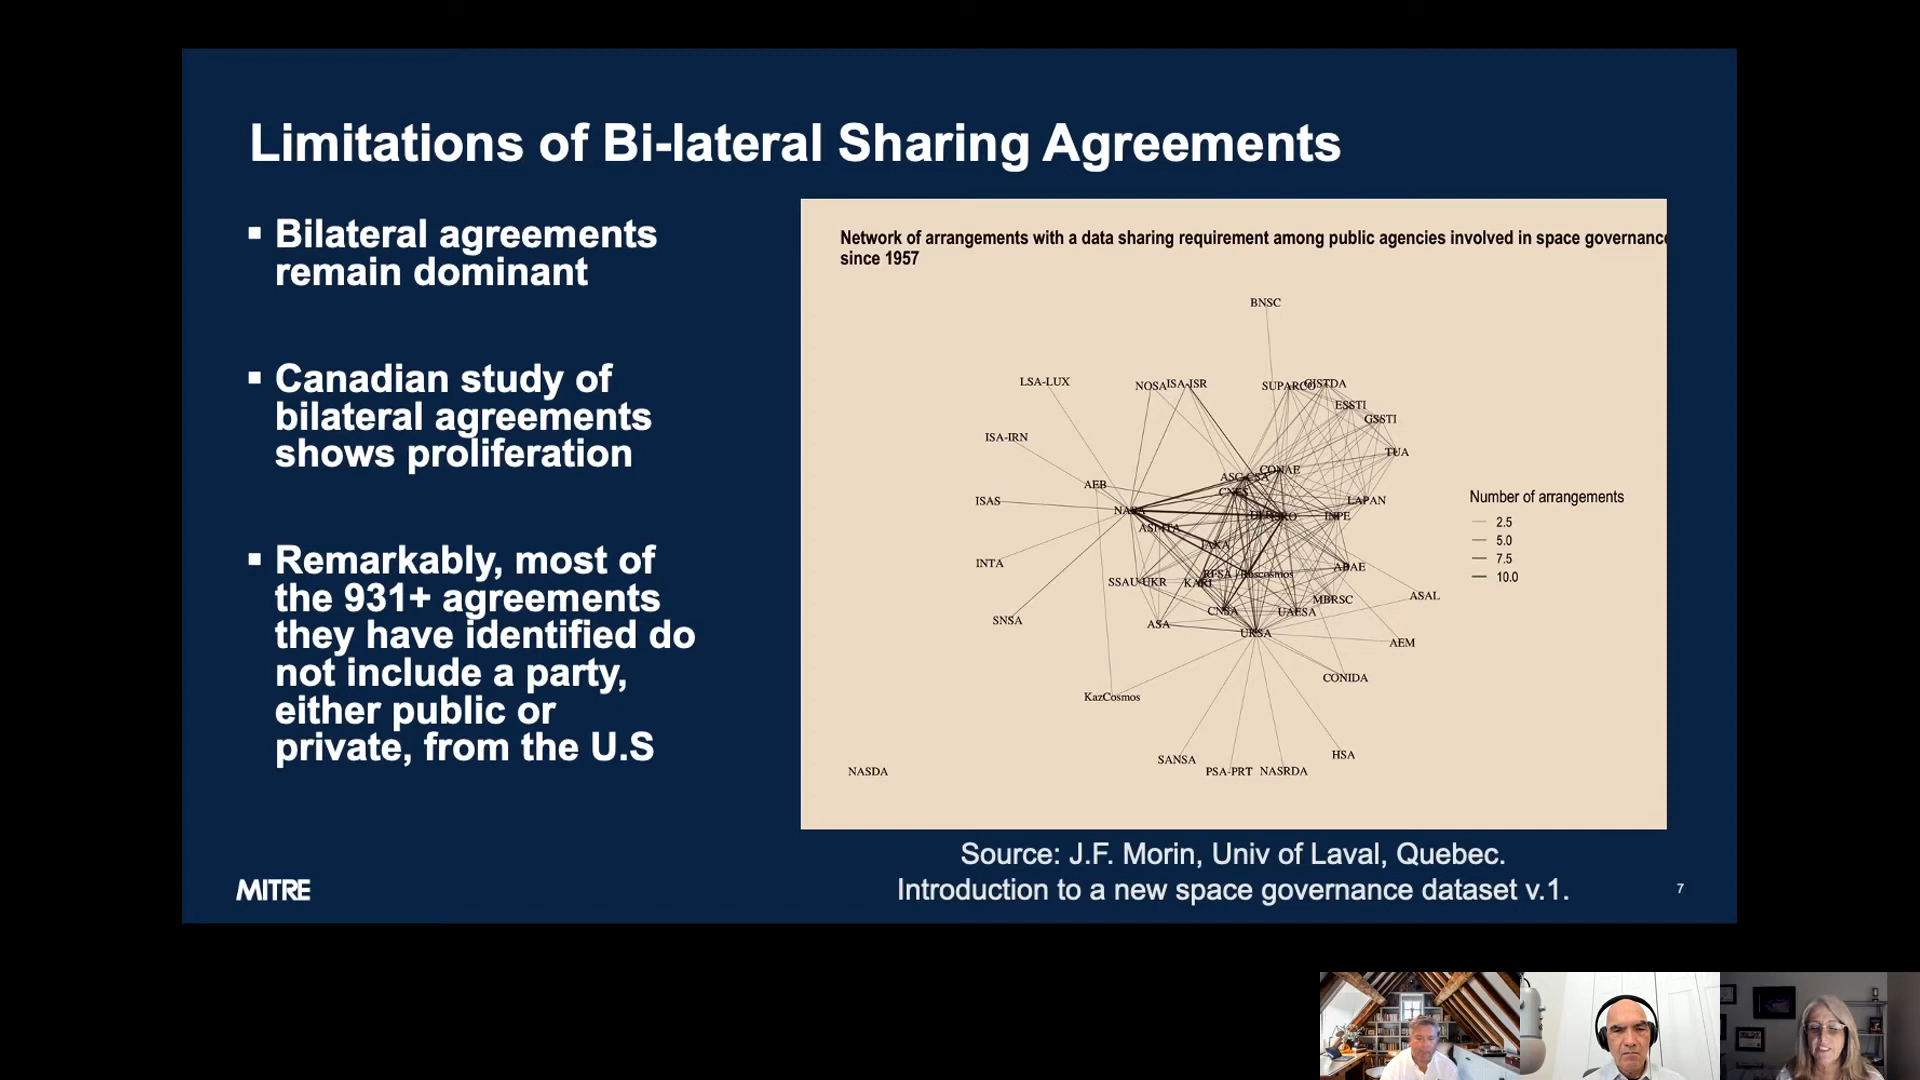 Limitations of Bi-lateral Sharing Agreements
▪ Bilateral agreements
remain dominant
▪ Canadian study of
bilateral agreements
shows proliferation
▪ Remarkably, most of
the 931+ agreements
they have identified do
not include a party,
either public or
private, from the U.S
Network of arrangements with a data sharing requirement among public agencies involved in space governance
since 1957
BNSC
LSA-LUX
NOSA
ISA-ISR
SUPARCO
GISTDA
ESSTI
GSSTI
ISA-IRN
TUA
CONAE
ASC-CSA
AEB
CNES
ISAS
LAPAN
NASA
INPE
ASI-ITA
JAXA
INTA
ABAE
RFSA / Roscosmos
SSAU-UKR
KARI
ASAL
MBRSC
CNSA
UAESA
SNSA
ASA
UKSA
AEM
CONIDA
KazCosmos
HSA
SANSA
NASDA
PSA-PRT
NASRDA
Number of arrangements
2.5
5.0
7.5
10.0
Source: J.F. Morin, Univ of Laval, Quebec.
Introduction to a new space governance dataset v.1.
MITRE
7